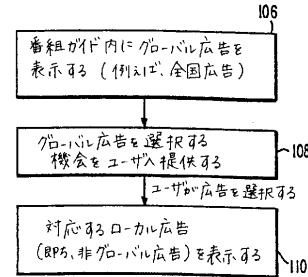 106
番組ガイド内にグローバル広告を
表示する(例えば、全国広告)
グローバル広告を選択する
機会をユーザへ提供する
108
ユーザが広告を選択する
対応するローカル広告
(即ち、非グローバル広告)を表示する
110